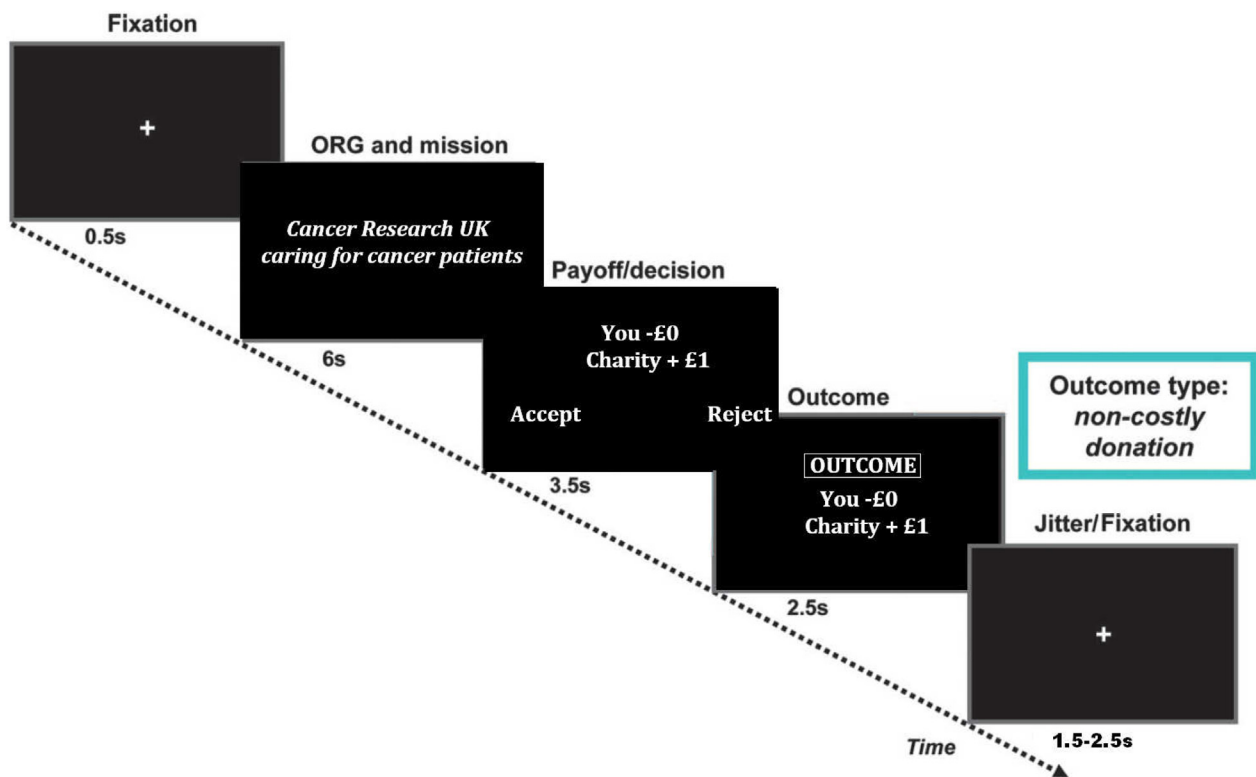 Fixation
+
0.5s
ORG and mission
Cancer Research UK
caring for cancer patients
6s
Payoff/decision
You -£0
Charity + £1
Accept Reject
3.5s
Outcome
OUTCOME
You -£0
Charity + £1
2.5s
Outcome type:
non-costly
donation
Jitter/Fixation
+
1.5-2.5s
Time